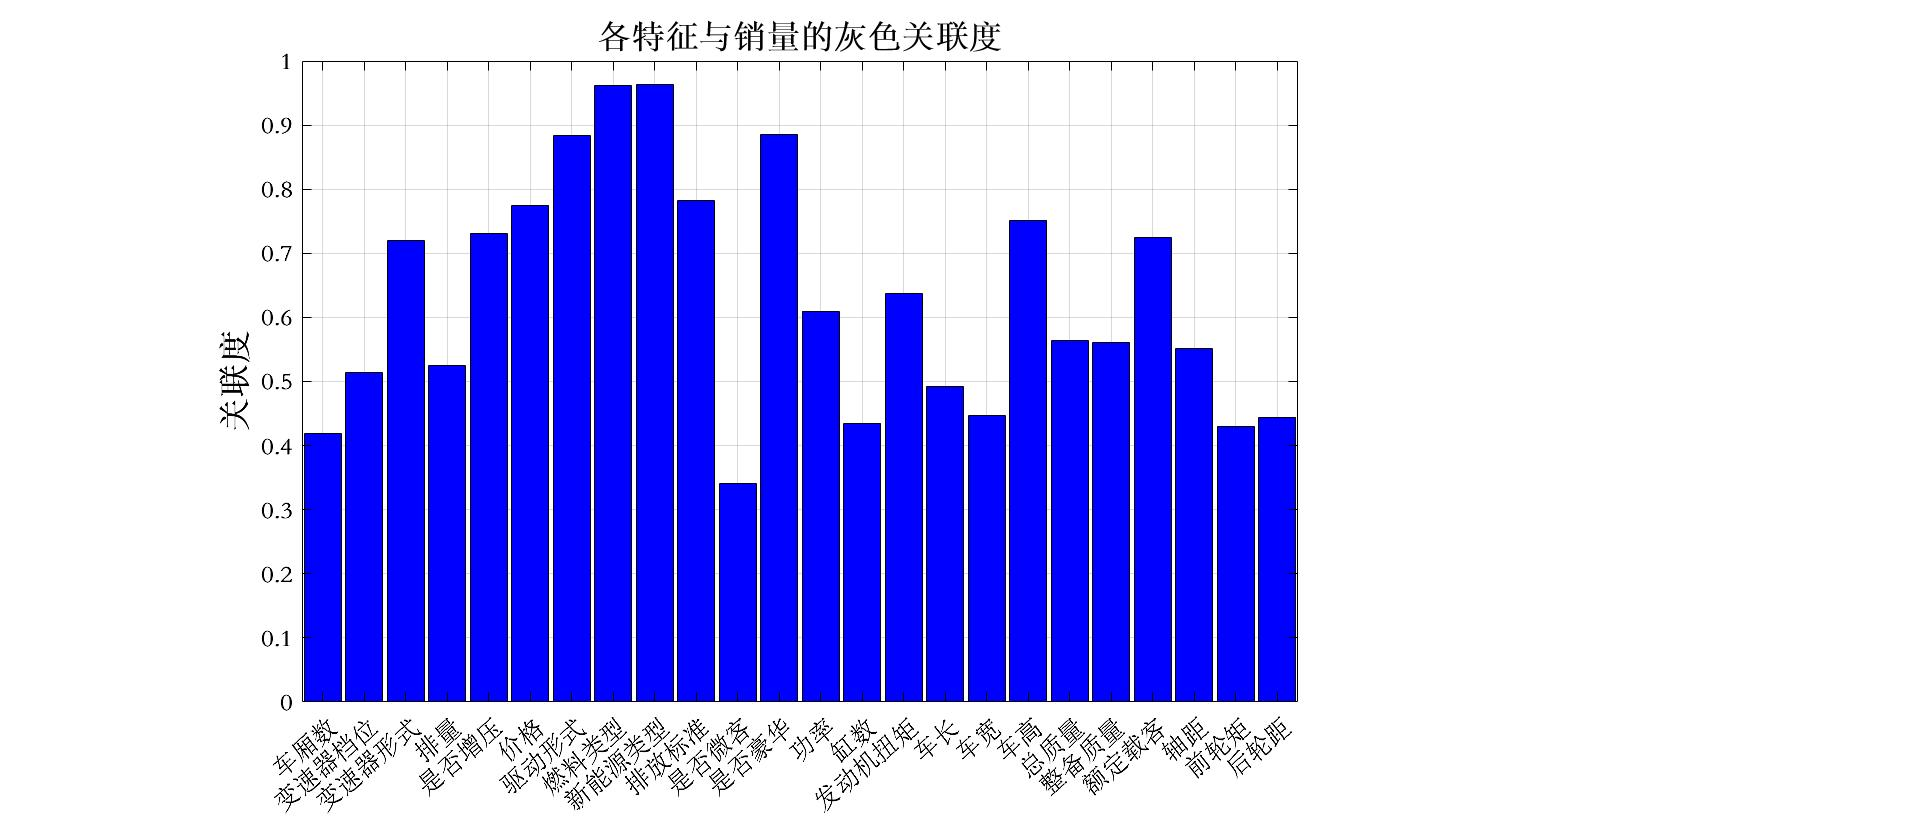 各特征与销量的灰色关联度
关联度
1
0.9
0.8
0.7
0.6
0.5
0.4
0.3
0.2
0.1
0
车厢数
变速器档位
变速器形式
排量
是否增压
价格
驱动形式
燃料类型
新能源类型
排放标准
是否微客
是否豪华
功率
缸数
发动机扭矩
车长
车宽
车高
总质量
整备质量
额定载客
轴距
前轮矩
后轮距